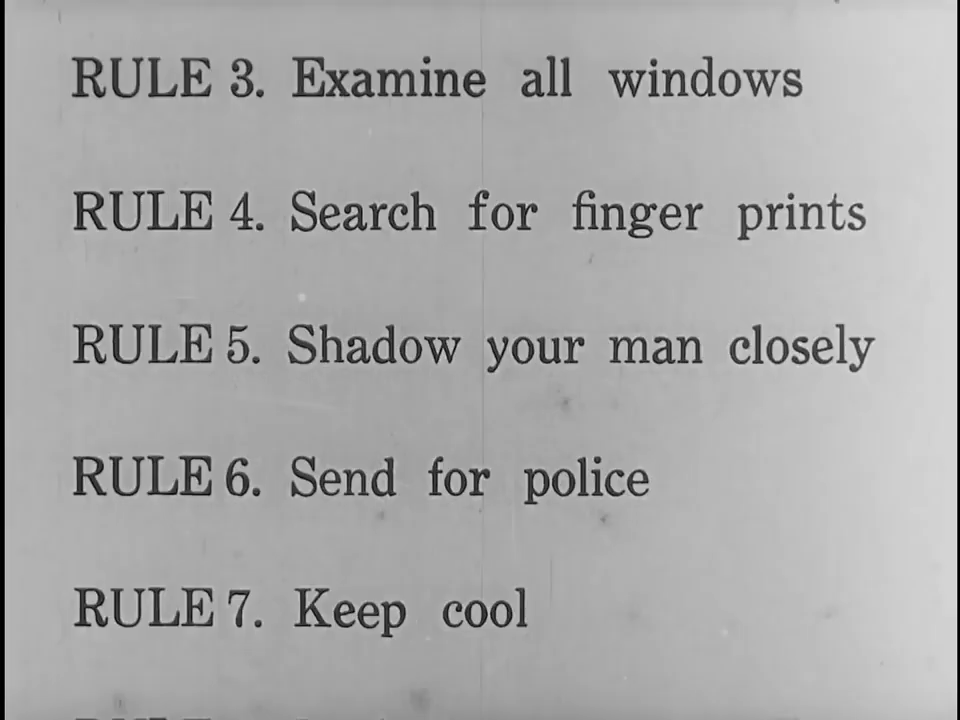 RULE 3. Examine all windows
RULE 4. Search for finger prints
RULE 5. Shadow your man closely
RULE 6. Send for police
RULE 7. Keep cool